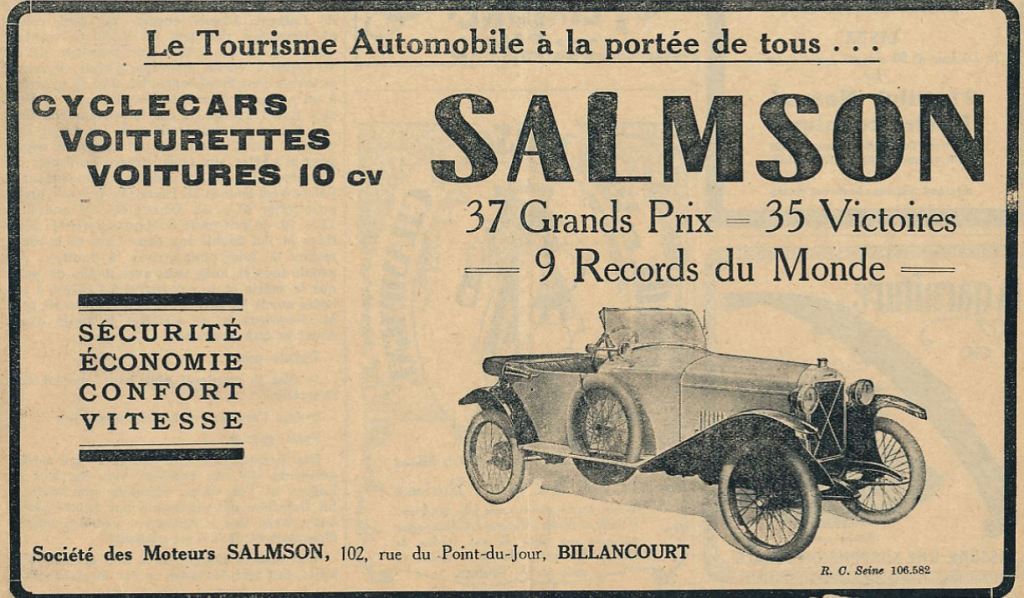 Le Tourisme Automobile à la portée de tous . . .
CYCLECARS
VOITURETTES
VOITURES 10 CV
SALMSON
37 Grands Prix = 35 Victoires
9 Records du Monde
SÉCURITÉ
ÉCONOMIE
CONFORT
VITESSE
Société des Moteurs SALMSON, 102, rue du Point-du-Jour, BILLANCOURT
R. C. Seine 106.582